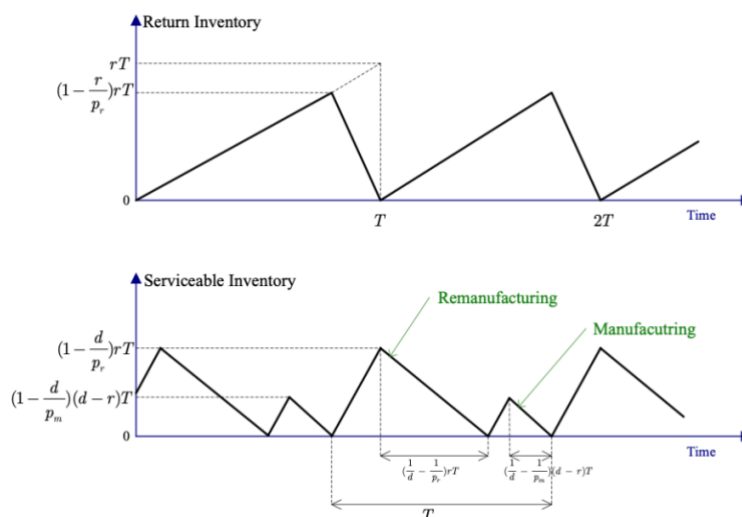 Return Inventory
rT
(1 − r/p_r)rT
0
T
2T
Time
Serviceable Inventory
Remanufacturing
Manufacutring
(1 − d/p_r)rT
(1 − d/p_m)(d − r)T
0
Time
(1/d − 1/p_r)rT
(1/d − 1/p_m)(d − r)T
T